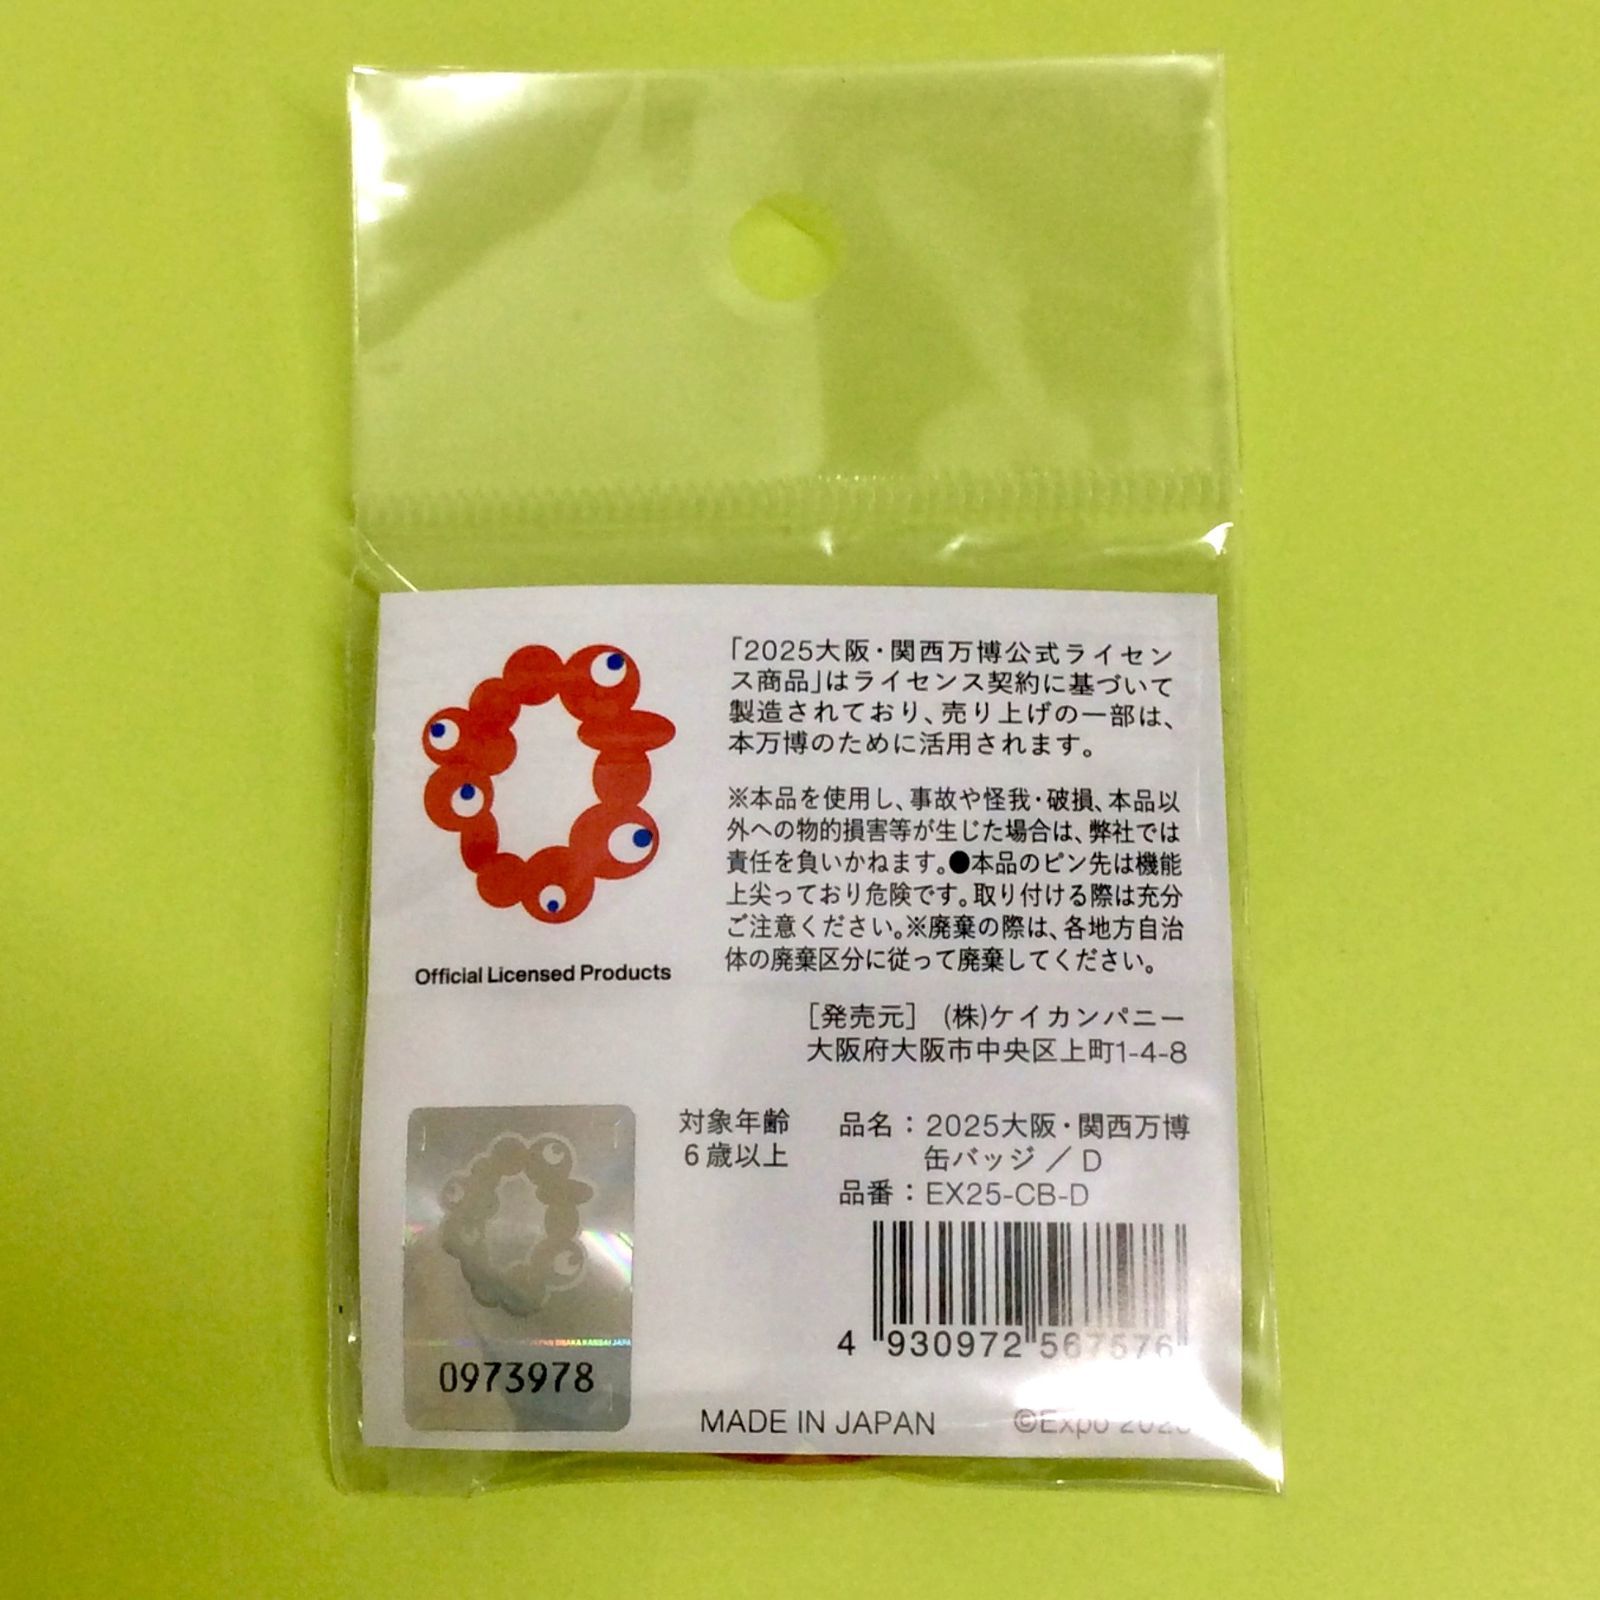 「2025大阪・関西万博公式ライセン
ス商品」はライセンス契約に基づいて
製造されており、売り上げの一部は、
本万博のために活用されます。
※本品を使用し、事故や怪我・破損、本品以
外への物的損害等が生じた場合は、弊社では
責任を負いかねます。●本品のピン先は機能
上尖っており危険です。取り付ける際は充分
ご注意ください。※廃棄の際は、各地方自治
体の廃棄区分に従って廃棄してください。
Official Licensed Products
［発売元］ (株)ケイカンパニー
大阪府大阪市中央区上町1-4-8
対象年齢
6歳以上
品名：2025大阪・関西万博
缶バッジ ／ D
品番：EX25-CB-D
4 930972 567576
0973978
MADE IN JAPAN
©Expo 2025